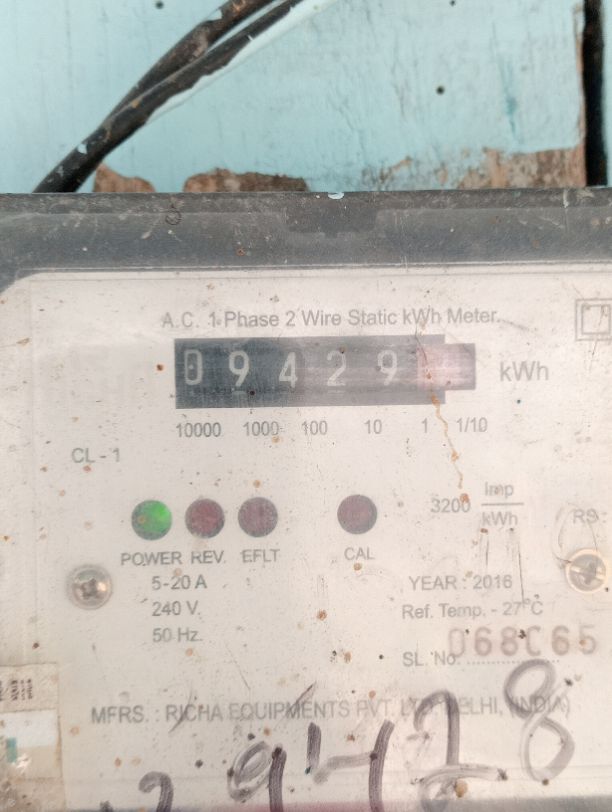 A.C. 1-Phase 2 Wire Static kWh Meter.
0 9 4 2 9 kWh
10000 1000 100 10 1 1/10
CL - 1
3200 Imp
kWh
RS
POWER REV. EFLT CAL
5-20 A YEAR : 2016
240 V. Ref. Temp. - 27°C
50 Hz.
SL. No. 068C65
MFRS. : RICHA EQUIPMENTS PVT. LTD. DELHI, (INDIA)
9428